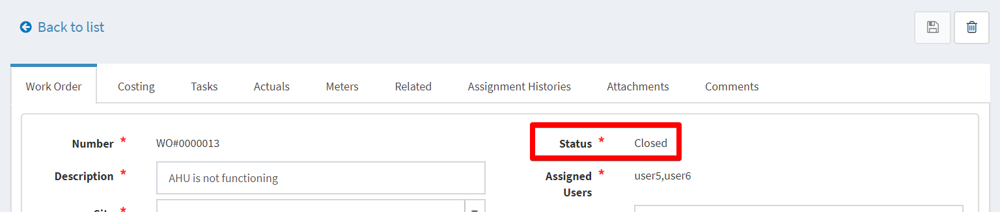 Back to list
Work Order Costing Tasks Actuals Meters Related Assignment Histories Attachments Comments
Number * WO#0000013 Status * Closed
Description * AHU is not functioning Assigned * user5,user6
Users
*